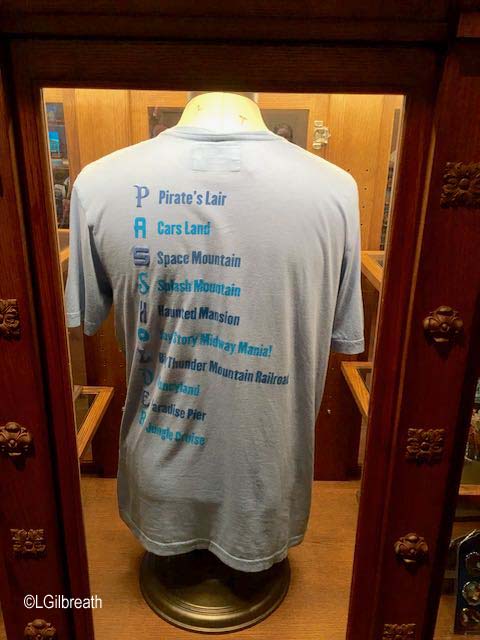 P Pirate's Lair
A Cars Land
S Space Mountain
S Splash Mountain
H Haunted Mansion
O Story Midway Mania!
L Thunder Mountain Railroad
D
E Paradise Pier
R Jungle Cruise
©LGilbreath